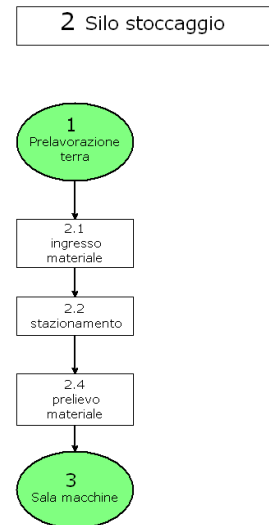 2 Silo stoccaggio
1
Prelavorazione
terra
2.1
ingresso
materiale
2.2
stazionamento
2.4
prelievo
materiale
3
Sala macchine